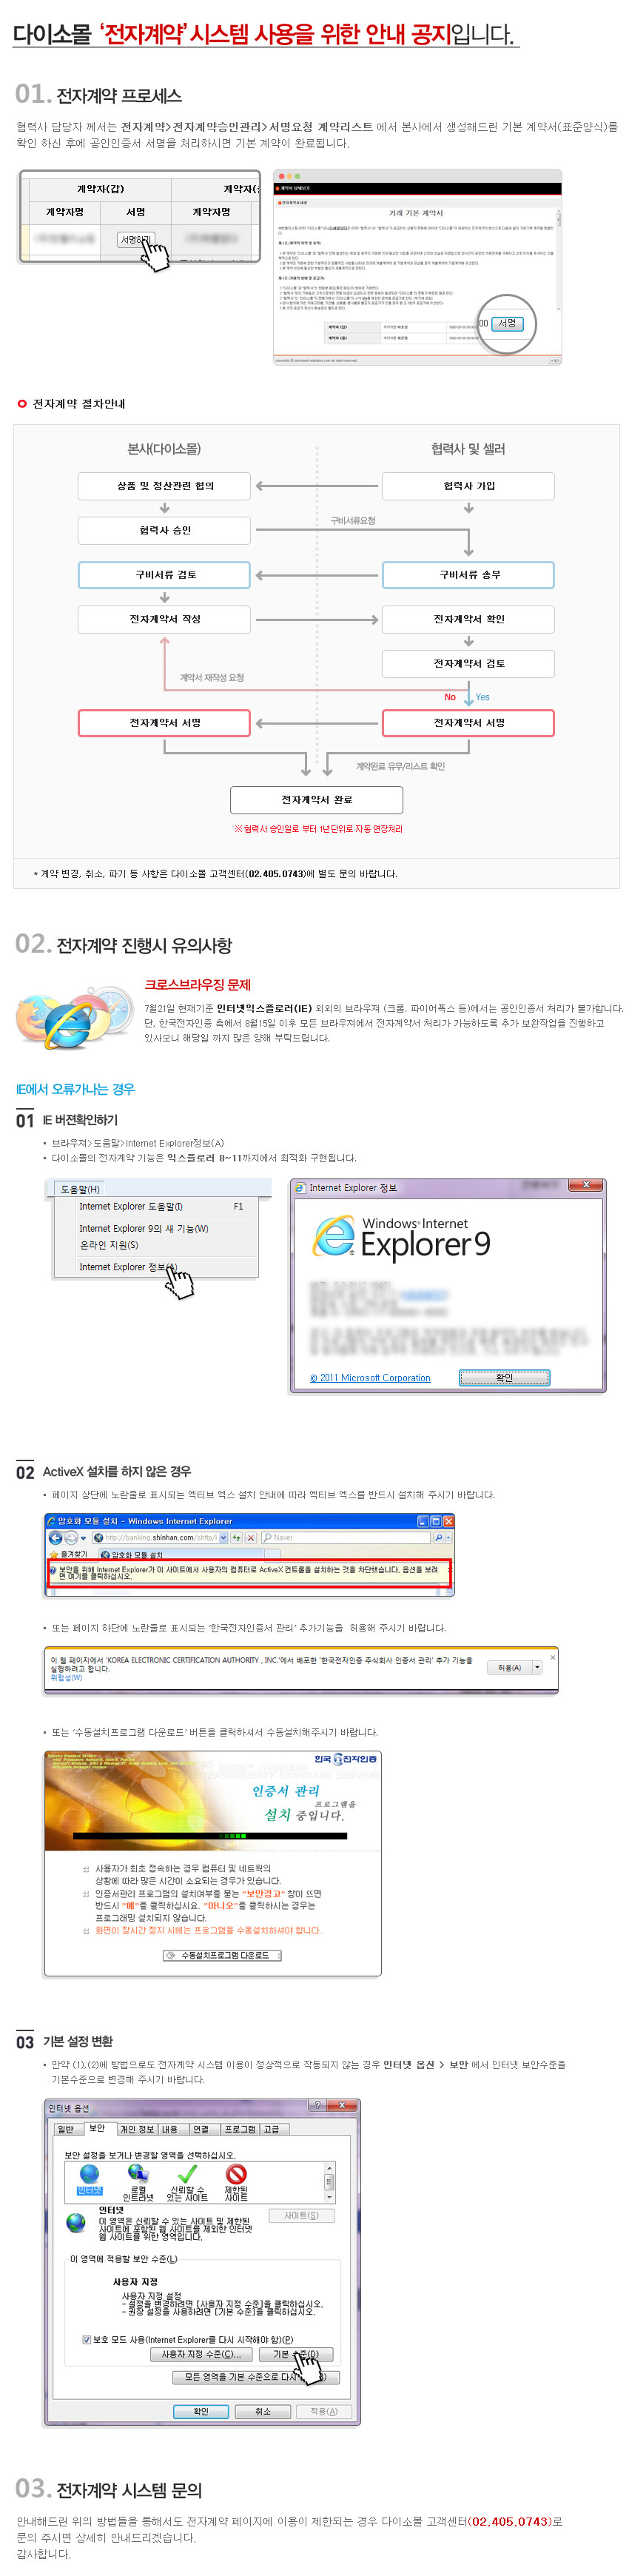 다이소몰 ‘전자계약’ 시스템 사용을 위한 안내 공지입니다.
01. 전자계약 프로세스
협력사 담당자 께서는 전자계약>전자계약승인관리>서명요청 계약리스트 에서 본사에서 생성해드린 기본 계약서(표준양식)를
확인 하신 후에 공인인증서 서명을 처리하시면 기본 계약이 완료됩니다.
계약자(갑)
계약자(
계약자명
서명
계약자명
서명하기
거래 기본 계약서
00 서명
전자계약 절차안내
본사(다이소몰)
협력사 및 셀러
상품 및 정산관련 협의
협력사 가입
협력사 승인
구비서류요청
구비서류 검토
구비서류 송부
전자계약서 작성
전자계약서 확인
전자계약서 검토
계약서 재작성 요청
No
Yes
전자계약서 서명
전자계약서 서명
계약완료 유무/리스트 확인
전자계약서 완료
※ 협력사 승인일로 부터 1년단위로 자동 연장처리
* 계약 변경, 취소, 파기 등 사항은 다이소몰 고객센터(02.405.0743)에 별도 문의 바랍니다.
02. 전자계약 진행시 유의사항
크로스브라우징 문제
7월21일 현재기준 인터넷익스플로러(IE) 외외의 브라우져 (크롬. 파이어폭스 등)에서는 공인인증서 처리가 불가합니다.
단, 한국전자인증 측에서 8월15일 이후 모든 브라우져에서 전자계약서 처리가 가능하도록 추가 보완작업을 진행하고
있사오니 해당일 까지 많은 양해 부탁드립니다.
IE에서 오류가나는 경우
01 IE 버젼확인하기
• 브라우져>도움말>Internet Explorer정보(A)
• 다이소몰의 전자계약 기능은 익스플로러 8~11까지에서 최적화 구현됩니다.
도움말(H)
Internet Explorer 도움말(I) F1
Internet Explorer 9의 새 기능(W)
온라인 지원(S)
Internet Explorer 정보(A)
Internet Explorer 정보
Windows Internet
Explorer 9
© 2011 Microsoft Corporation
확인
02 ActiveX 설치를 하지 않은 경우
• 페이지 상단에 노란줄로 표시되는 엑티브 엑스 설치 안내에 따라 엑티브 엑스를 반드시 설치해 주시기 바랍니다.
암호화 모듈 설치 - Windows Internet Explorer
http://banking.shinhan.com/shttp/i
Naver
즐겨찾기
암호화 모듈 설치
보안을 위해 Internet Explorer가 이 사이트에서 사용자의 컴퓨터로 ActiveX 컨트롤을 설치하는 것을 차단했습니다. 옵션을 보려
면 여기를 클릭하십시오.
• 또는 페이지 하단에 노란줄로 표시되는 ‘한국전자인증서 관리’ 추가기능을 허용해 주시기 바랍니다.
이 웹 페이지에서 'KOREA ELECTRONIC CERTIFICATION AUTHORITY , INC.'에서 배포한 '한국전자인증 주식회사 인증서 관리' 추가 기능을
실행하려고 합니다.
위험성(W)
허용(A)
• 또는 ‘수동설치프로그램 다운로드’ 버튼을 클릭하셔서 수동설치해주시기 바랍니다.
한국전자인증
인증서 관리
프로그램을
설치 중입니다.
사용자가 최초 접속하는 경우 컴퓨터 및 네트웍의
상황에 따라 많은 시간이 소요되는 경우가 있습니다.
인증서관리 프로그램의 설치여부를 묻는 "보안경고" 창이 뜨면
반드시 "예"를 클릭하십시요. "아니오"를 클릭하시는 경우는
프로그래밍 설치되지 않습니다.
화면이 장시간 정지 시에는 프로그램을 수동설치하셔야 합니다.
수동설치프로그램 다운로드
03 기본 설정 변환
• 만약 (1),(2)에 방법으로도 전자계약 시스템 이용이 정상적으로 작동되지 않는 경우 인터넷 옵션 > 보안 에서 인터넷 보안수준을
기본수준으로 변경해 주시기 바랍니다.
인터넷 옵션
일반 보안 개인 정보 내용 연결 프로그램 고급
보안 설정을 보거나 변경할 영역을 선택하십시오.
인터넷
로컬
인트라넷
신뢰할 수
있는 사이트
제한된
사이트
인터넷
사이트(S)
이 영역은 신뢰할 수 있는 사이트 및 제한된
사이트에 포함된 웹 사이트를 제외한 인터넷
웹 사이트를 위한 영역입니다.
이 영역에 적용할 보안 수준(L)
사용자 지정
사용자 지정 설정
- 설정을 변경하려면 [사용자 지정 수준]을 클릭하십시오.
- 권장 설정을 사용하려면 [기본 수준]을 클릭하십시오.
보호 모드 사용(Internet Explorer를 다시 시작해야 함)(P)
사용자 지정 수준(C)...
기본 수준(D)
모든 영역을 기본 수준으로 다시
확인
취소
적용(A)
03. 전자계약 시스템 문의
안내해드린 위의 방법들을 통해서도 전자계약 페이지에 이용이 제한되는 경우 다이소몰 고객센터(02.405.0743)로
문의 주시면 상세히 안내드리겠습니다.
감사합니다.